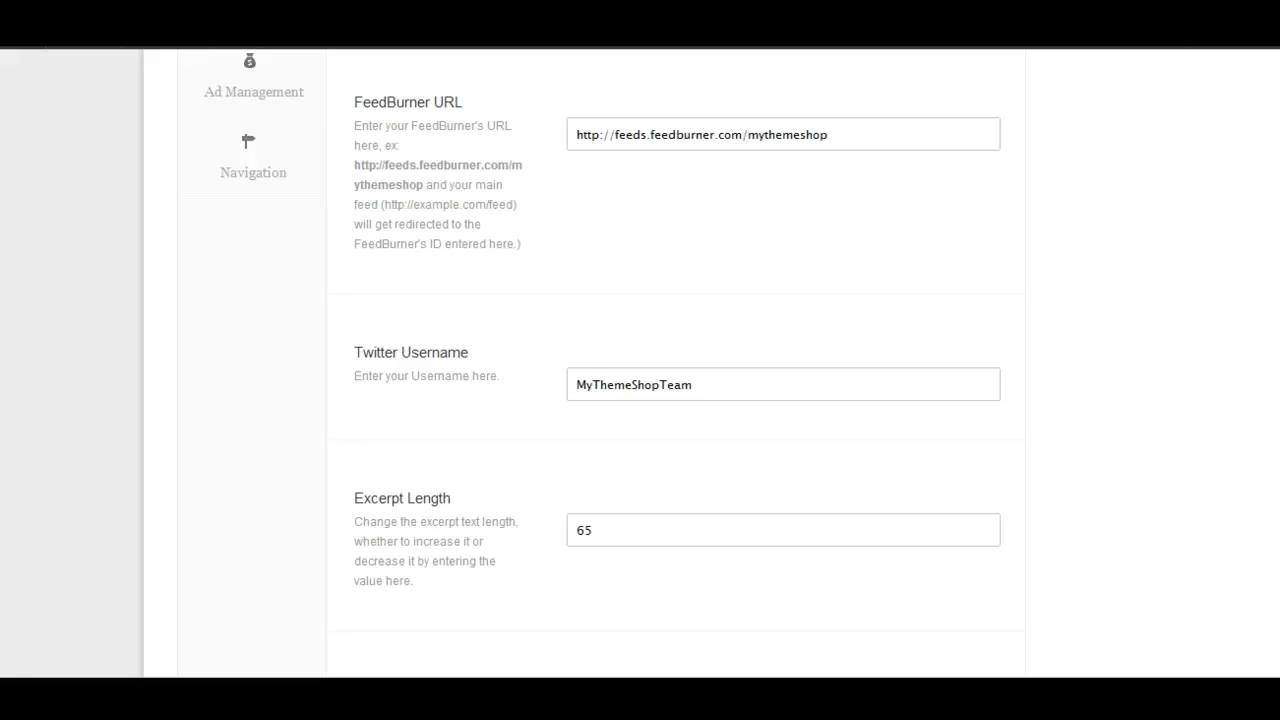 Ad Management
Navigation
FeedBurner URL
Enter your FeedBurner's URL
here, ex:
http://feeds.feedburner.com/m
ythemeshop and your main
feed (http://example.com/feed)
will get redirected to the
FeedBurner's ID entered here.)
http://feeds.feedburner.com/mythemeshop
Twitter Username
Enter your Username here.
MyThemeShopTeam
Excerpt Length
Change the excerpt text length,
whether to increase it or
decrease it by entering the
value here.
65